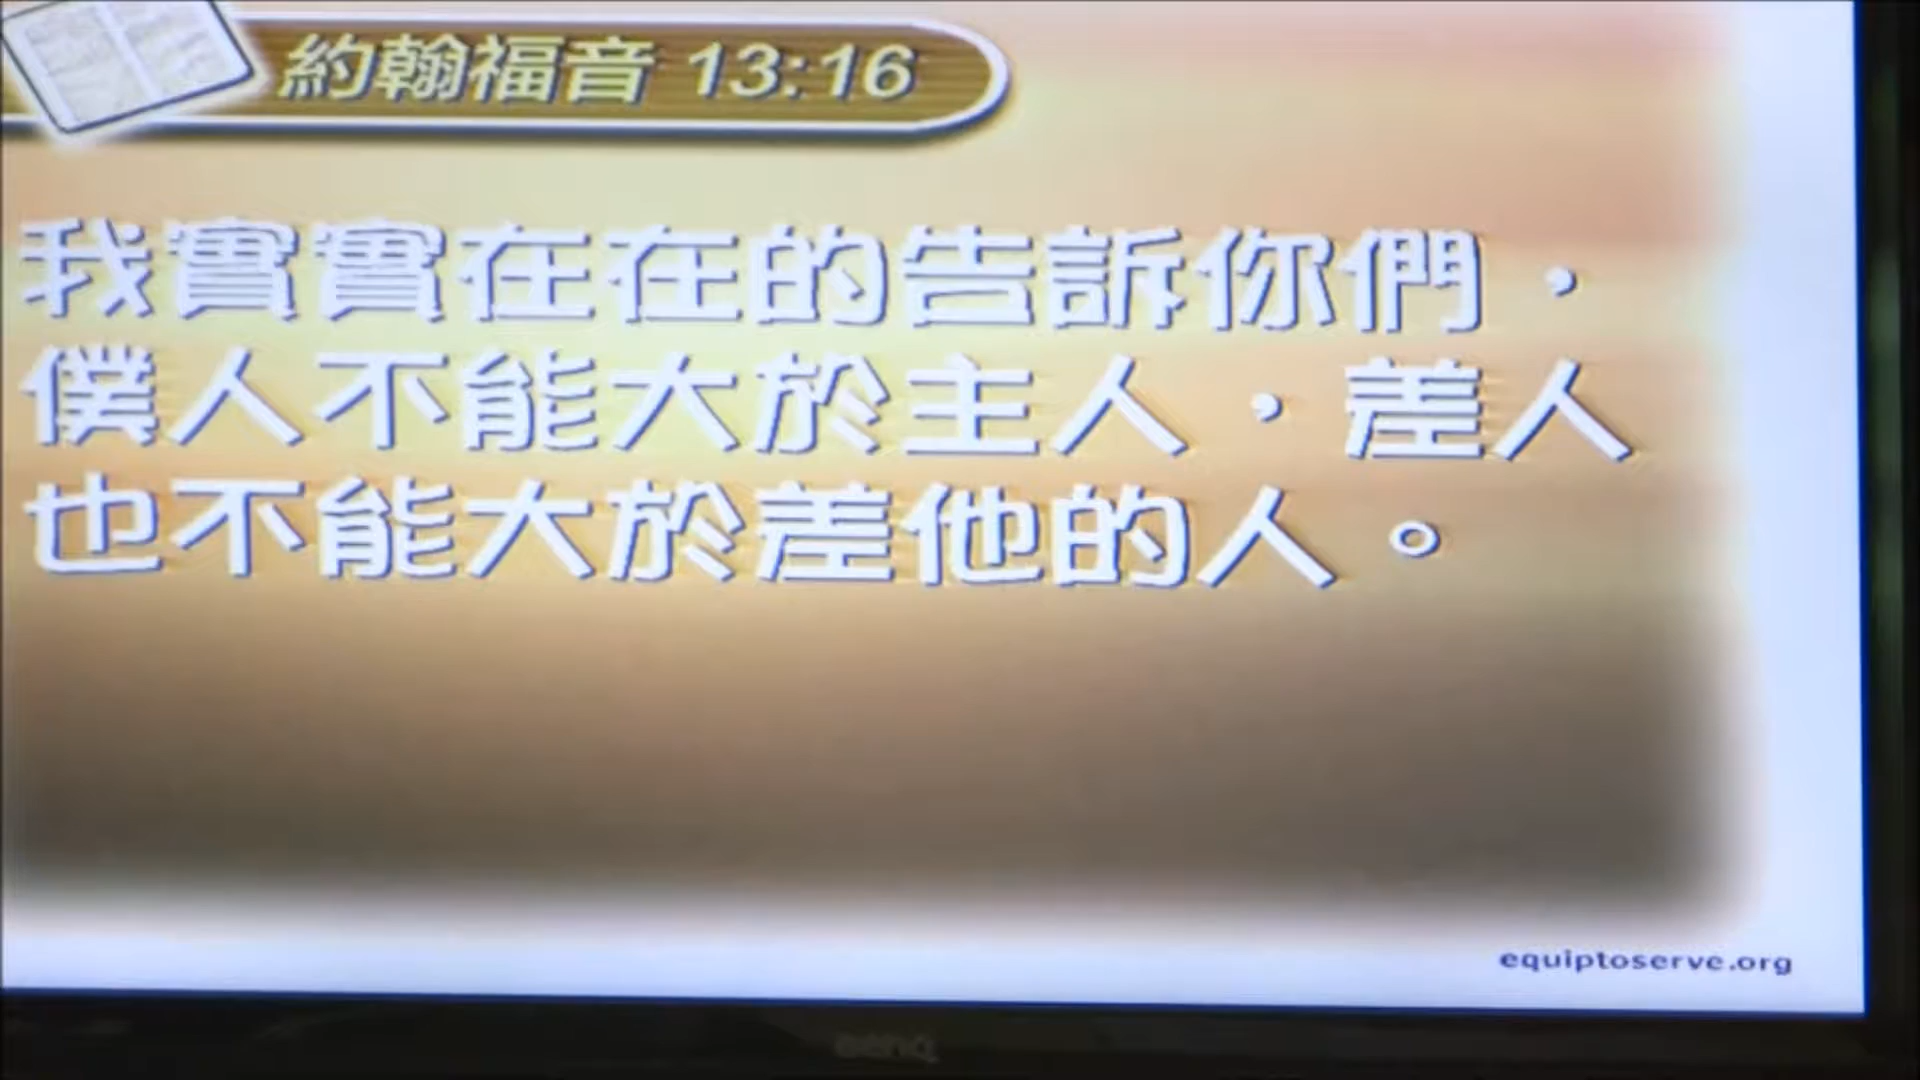 約翰福音 13:16
我實實在在的告訴你們，
僕人不能大於主人，差人
也不能大於差他的人。
equiptoserve.org
BenQ